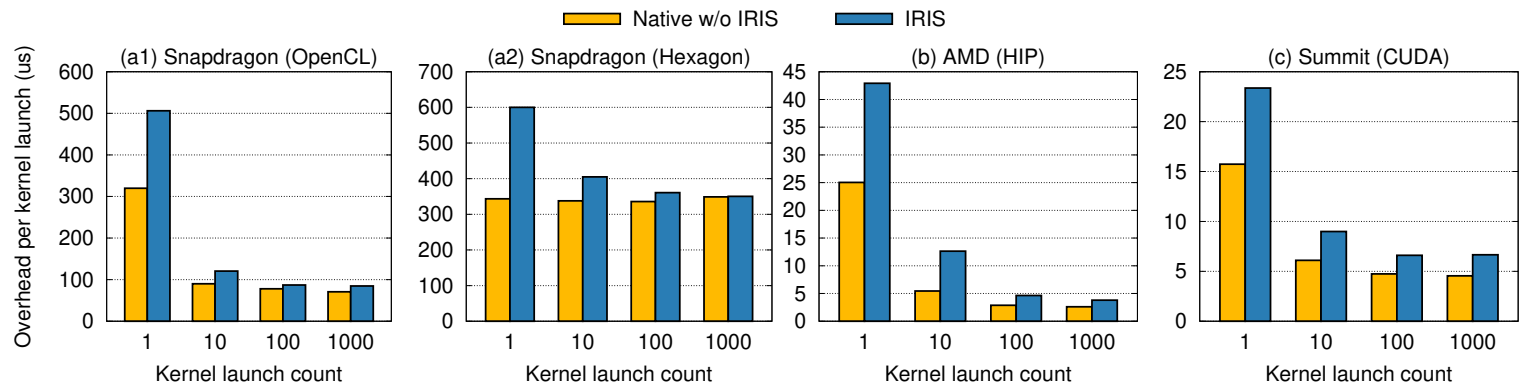 Native w/o IRIS IRIS
Overhead per kernel launch (us)
(a1) Snapdragon (OpenCL)
600
500
400
300
200
100
0
1 10 100 1000
Kernel launch count
(a2) Snapdragon (Hexagon)
700
600
500
400
300
200
100
0
1 10 100 1000
Kernel launch count
(b) AMD (HIP)
45
40
35
30
25
20
15
10
5
0
1 10 100 1000
Kernel launch count
(c) Summit (CUDA)
25
20
15
10
5
0
1 10 100 1000
Kernel launch count